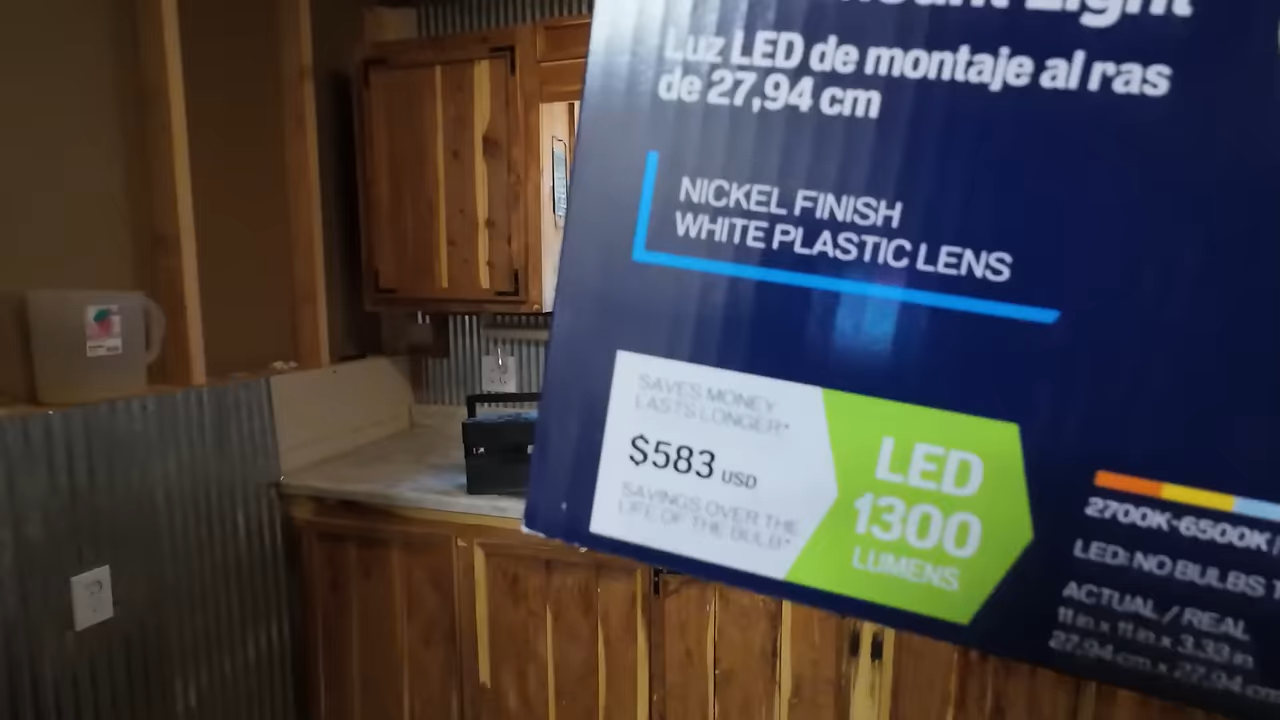 Light
Luz LED de montaje al ras
de 27,94 cm
NICKEL FINISH
WHITE PLASTIC LENS
SAVES MONEY
LASTS LONGER*
$583 USD
SAVINGS OVER THE
LIFE OF THE BULB*
LED
1300
LUMENS
2700K-6500K
LED: NO BULBS
ACTUAL / REAL
11 in x 11 in x 3.33 in
27,94 cm x 27,94 cm